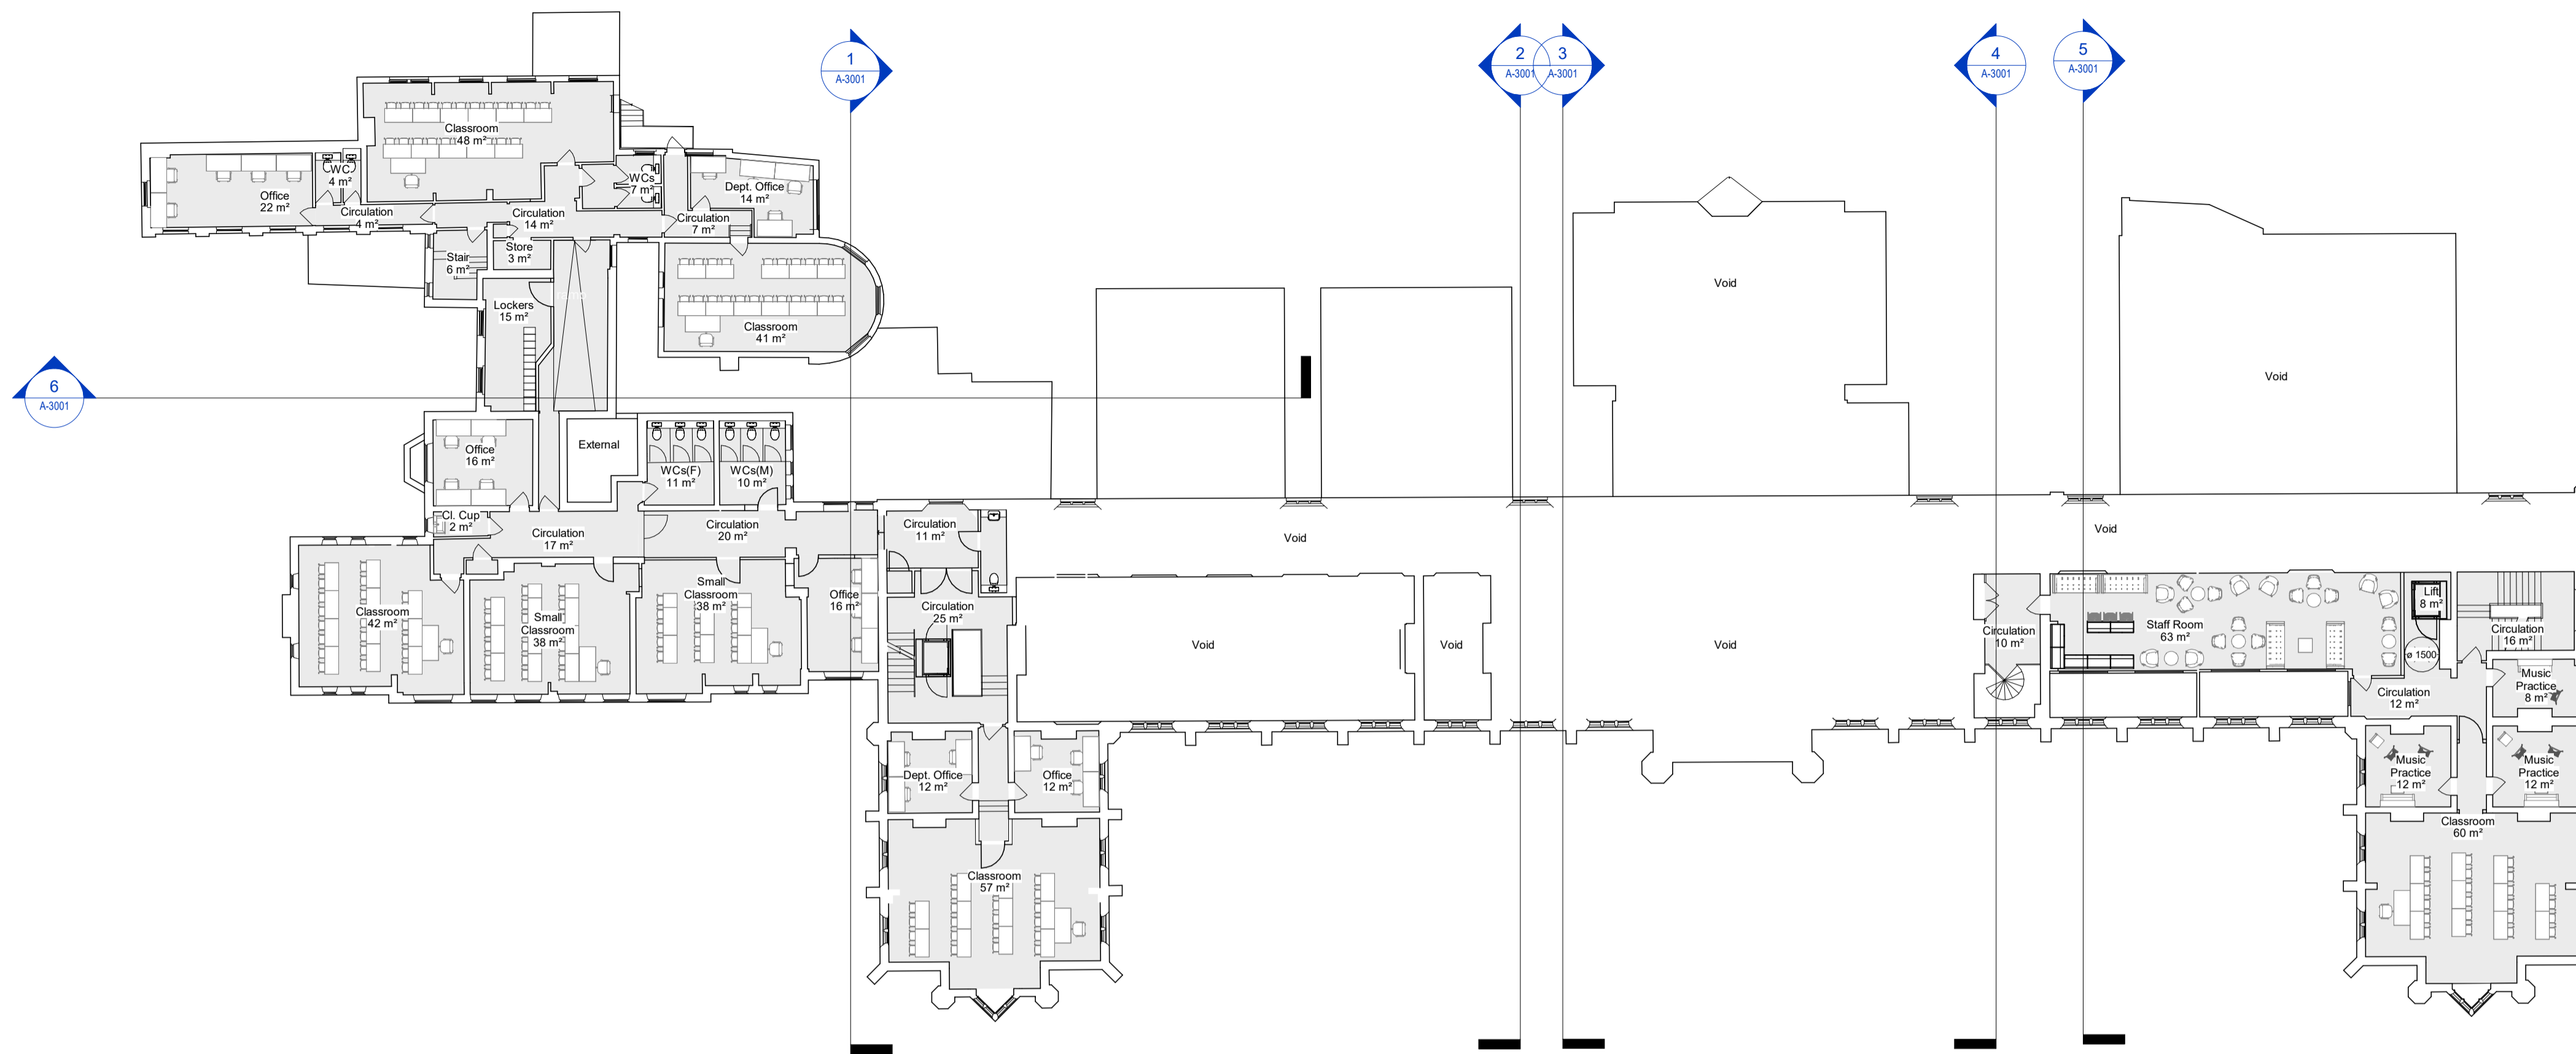 1
A-3001
2
A-3001
3
A-3001
4
A-3001
5
A-3001
6
A-3001
Classroom
48 m²
Office
22 m²
WC
4 m²
Circulation
4 m²
Circulation
14 m²
WCs
7 m²
Dept. Office
14 m²
Circulation
7 m²
Stair
6 m²
Store
3 m²
Lockers
15 m²
Classroom
41 m²
Void
Void
Office
16 m²
External
WCs(F)
11 m²
WCs(M)
10 m²
Cl. Cup
2 m²
Circulation
17 m²
Circulation
20 m²
Circulation
11 m²
Void
Void
Classroom
42 m²
Small
Classroom
38 m²
Small
Classroom
38 m²
Office
16 m²
Circulation
25 m²
Void
Void
Void
Circulation
10 m²
Staff Room
63 m²
Lift
8 m²
ø 1500
Circulation
16 m²
Circulation
12 m²
Music
Practice
8 m²
Dept. Office
12 m²
Office
12 m²
Music
Practice
12 m²
Music
Practice
12 m²
Classroom
57 m²
Classroom
60 m²